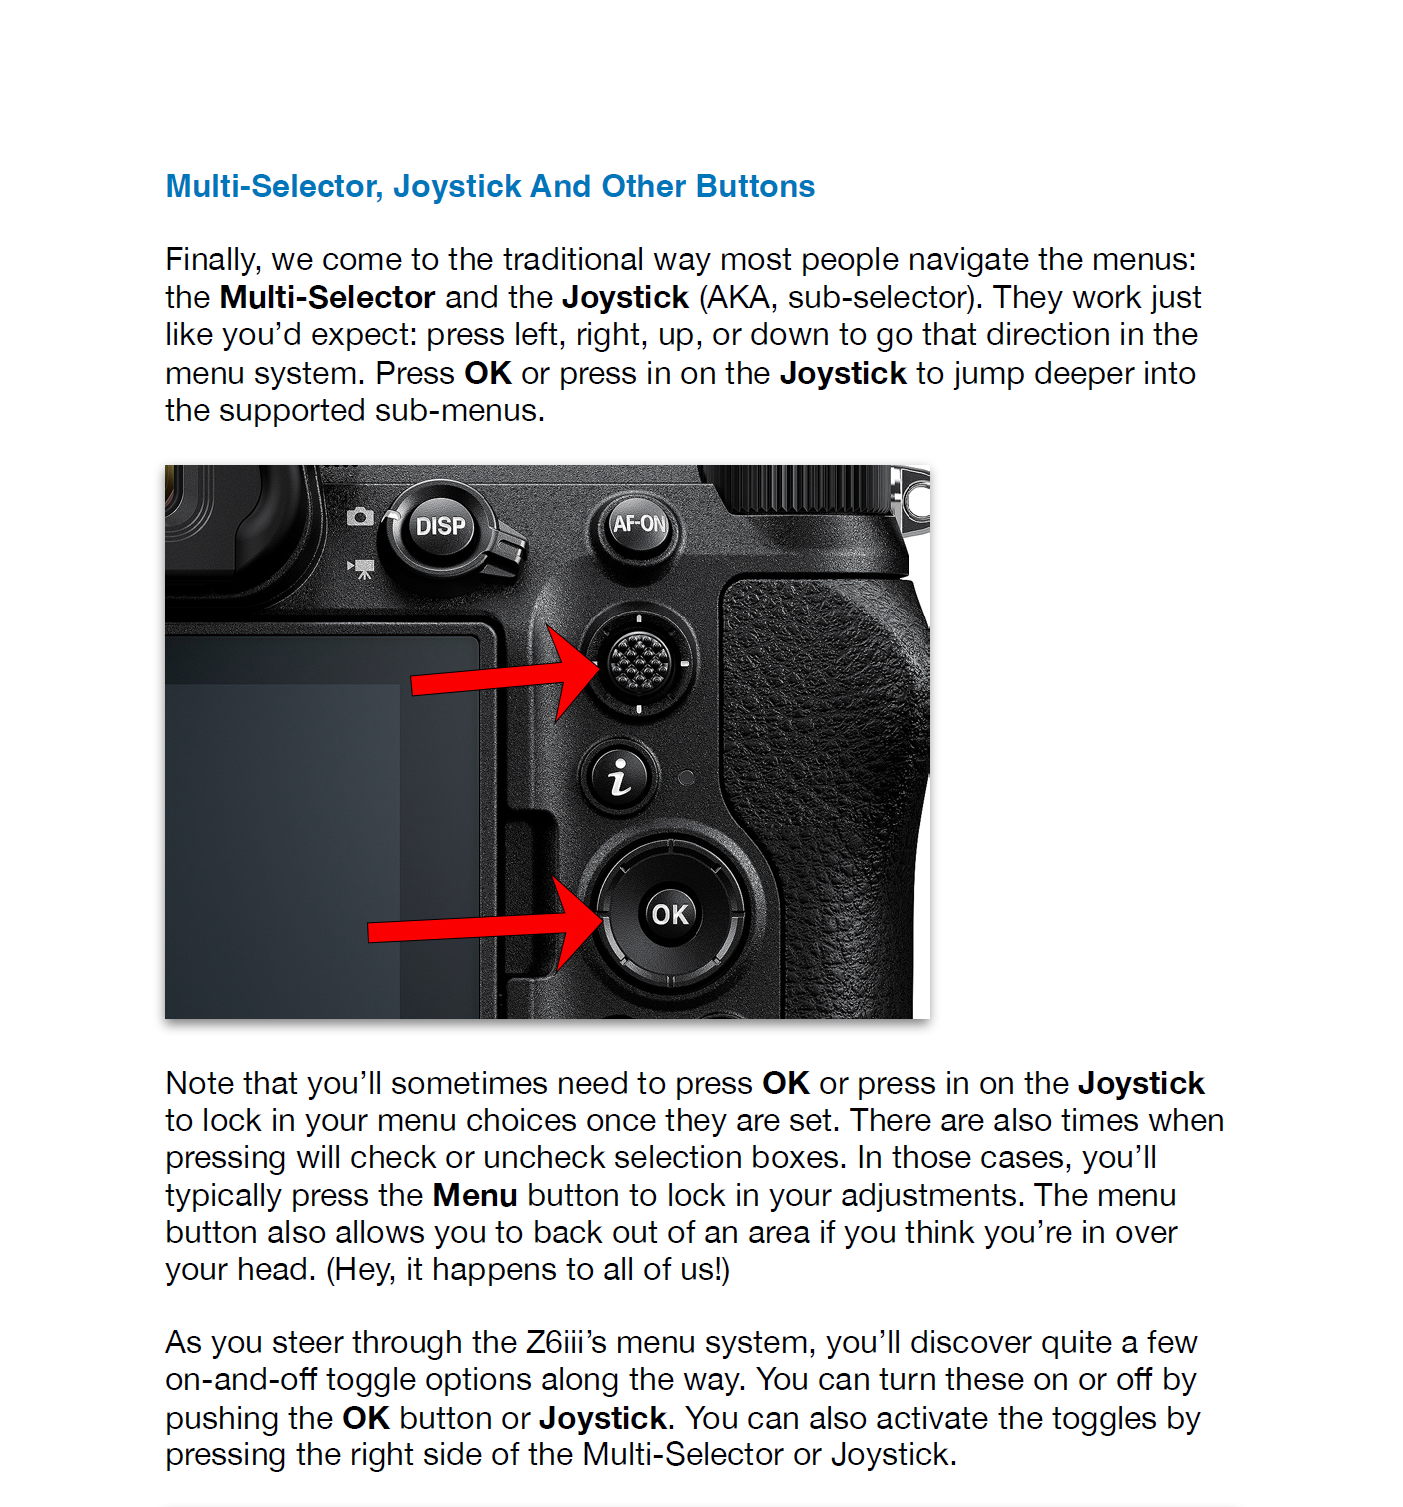 Multi-Selector, Joystick And Other Buttons
Finally, we come to the traditional way most people navigate the menus:
the Multi-Selector and the Joystick (AKA, sub-selector). They work just
like you’d expect: press left, right, up, or down to go that direction in the
menu system. Press OK or press in on the Joystick to jump deeper into
the supported sub-menus.
DISP
AF-ON
i
OK
Note that you’ll sometimes need to press OK or press in on the Joystick
to lock in your menu choices once they are set. There are also times when
pressing will check or uncheck selection boxes. In those cases, you’ll
typically press the Menu button to lock in your adjustments. The menu
button also allows you to back out of an area if you think you’re in over
your head. (Hey, it happens to all of us!)
As you steer through the Z6iii’s menu system, you’ll discover quite a few
on-and-off toggle options along the way. You can turn these on or off by
pushing the OK button or Joystick. You can also activate the toggles by
pressing the right side of the Multi-Selector or Joystick.